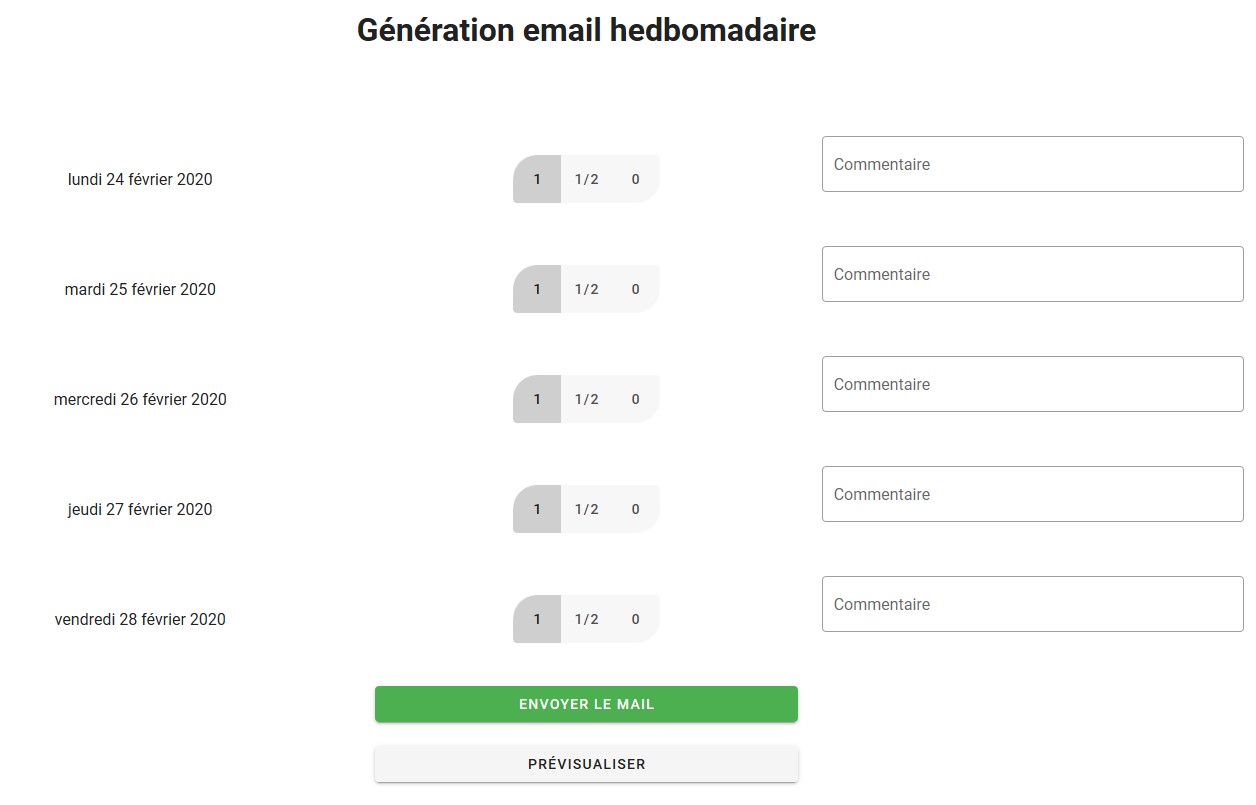 Génération email hedbomadaire
lundi 24 février 2020 1 1/2 0 Commentaire
mardi 25 février 2020 1 1/2 0 Commentaire
mercredi 26 février 2020 1 1/2 0 Commentaire
jeudi 27 février 2020 1 1/2 0 Commentaire
vendredi 28 février 2020 1 1/2 0 Commentaire
ENVOYER LE MAIL
PRÉVISUALISER